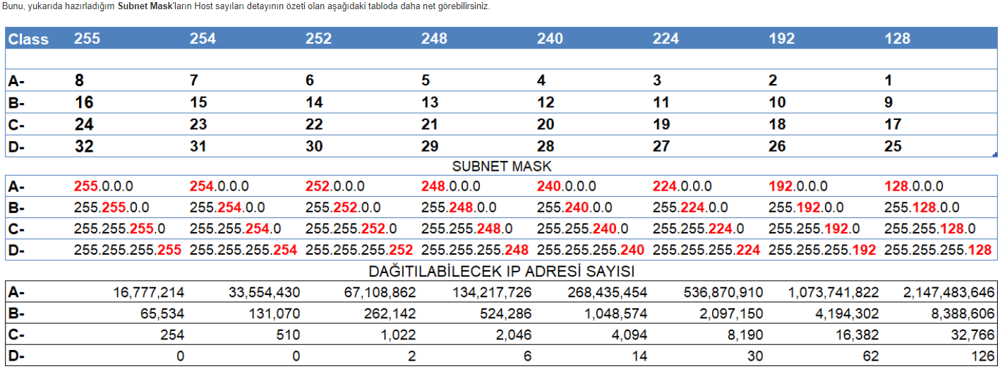 Bunu, yukarıda hazırladığım Subnet Mask'ların Host sayıları detayının özeti olan aşağıdaki tabloda daha net görebilirsiniz.
Class 255 254 252 248 240 224 192 128
A- 8 7 6 5 4 3 2 1
B- 16 15 14 13 12 11 10 9
C- 24 23 22 21 20 19 18 17
D- 32 31 30 29 28 27 26 25
SUBNET MASK
A- 255.0.0.0 254.0.0.0 252.0.0.0 248.0.0.0 240.0.0.0 224.0.0.0 192.0.0.0 128.0.0.0
B- 255.255.0.0 255.254.0.0 255.252.0.0 255.248.0.0 255.240.0.0 255.224.0.0 255.192.0.0 255.128.0.0
C- 255.255.255.0 255.255.254.0 255.255.252.0 255.255.248.0 255.255.240.0 255.255.224.0 255.255.192.0 255.255.128.0
D- 255.255.255.255 255.255.255.254 255.255.255.252 255.255.255.248 255.255.255.240 255.255.255.224 255.255.255.192 255.255.255.128
DAĞITILABİLECEK IP ADRESİ SAYISI
A- 16,777,214 33,554,430 67,108,862 134,217,726 268,435,454 536,870,910 1,073,741,822 2,147,483,646
B- 65,534 131,070 262,142 524,286 1,048,574 2,097,150 4,194,302 8,388,606
C- 254 510 1,022 2,046 4,094 8,190 16,382 32,766
D- 0 0 2 6 14 30 62 126